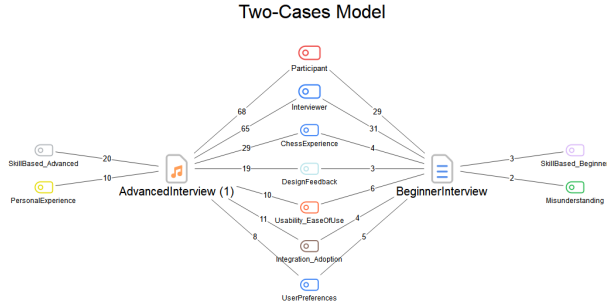 Two-Cases Model
Participant
68
29
Interviewer
65
31
ChessExperience
29
4
SkillBased_Advanced
20
19
DesignFeedback
3
3
SkillBased_Beginner
PersonalExperience
10
AdvancedInterview (1)
BeginnerInterview
2
Misunderstanding
10
Usability_EaseOfUse
6
11
Integration_Adoption
4
8
UserPreferences
5